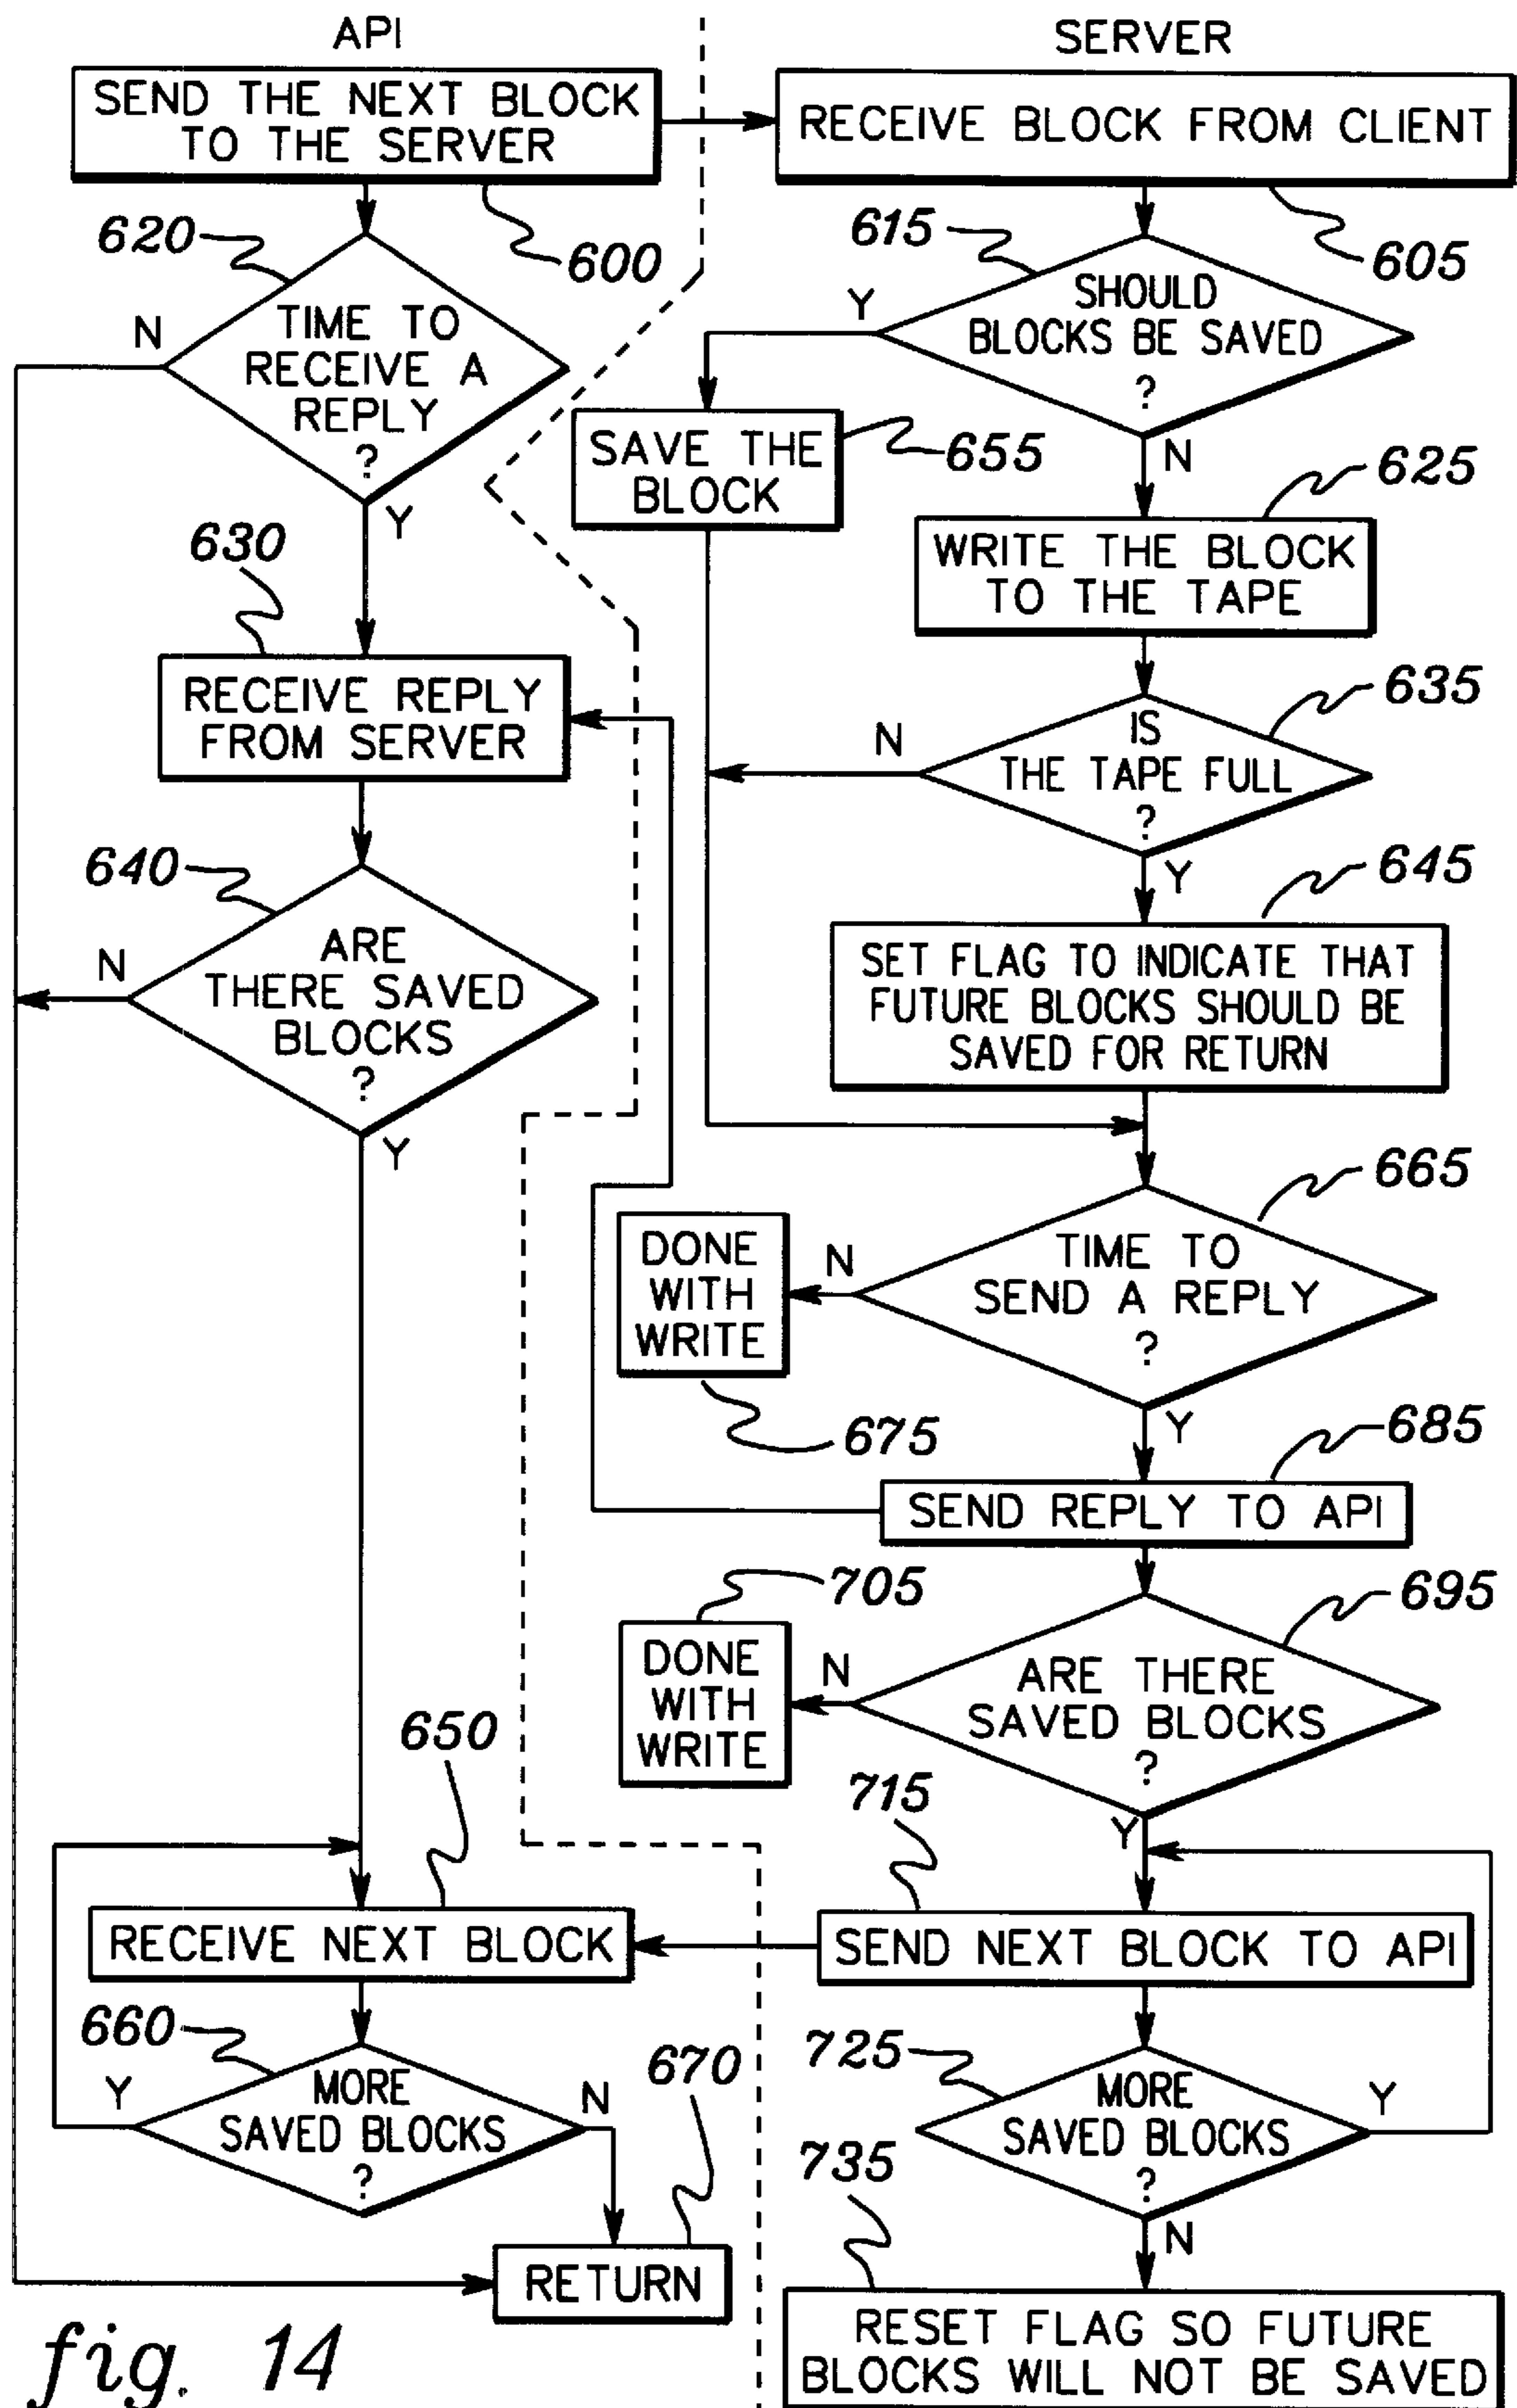 API
SERVER
SEND THE NEXT BLOCK
TO THE SERVER
RECEIVE BLOCK FROM CLIENT
620
600
615
605
TIME TO
RECEIVE A
REPLY
?
N
Y
SHOULD
BLOCKS BE SAVED
?
Y
N
SAVE THE
BLOCK
655
625
WRITE THE BLOCK
TO THE TAPE
630
RECEIVE REPLY
FROM SERVER
635
IS
THE TAPE FULL
?
N
Y
640
ARE
THERE SAVED
BLOCKS
?
N
Y
645
SET FLAG TO INDICATE THAT
FUTURE BLOCKS SHOULD BE
SAVED FOR RETURN
665
TIME TO
SEND A REPLY
?
N
Y
DONE
WITH
WRITE
675
685
SEND REPLY TO API
705
695
ARE THERE
SAVED BLOCKS
?
N
Y
DONE
WITH
WRITE
650
715
RECEIVE NEXT BLOCK
SEND NEXT BLOCK TO API
660
670
725
MORE
SAVED BLOCKS
?
Y
N
MORE
SAVED BLOCKS
?
Y
N
735
RETURN
RESET FLAG SO FUTURE
BLOCKS WILL NOT BE SAVED
fig. 14